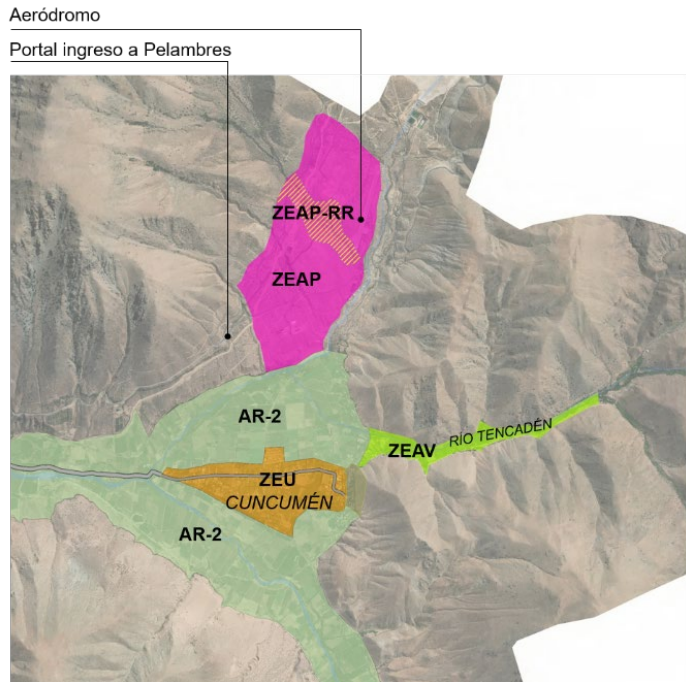 Aeródromo
Portal ingreso a Pelambres
ZEAP-RR
ZEAP
AR-2
ZEAV
RÍO TENCADÉN
ZEU
CUNCUMÉN
AR-2